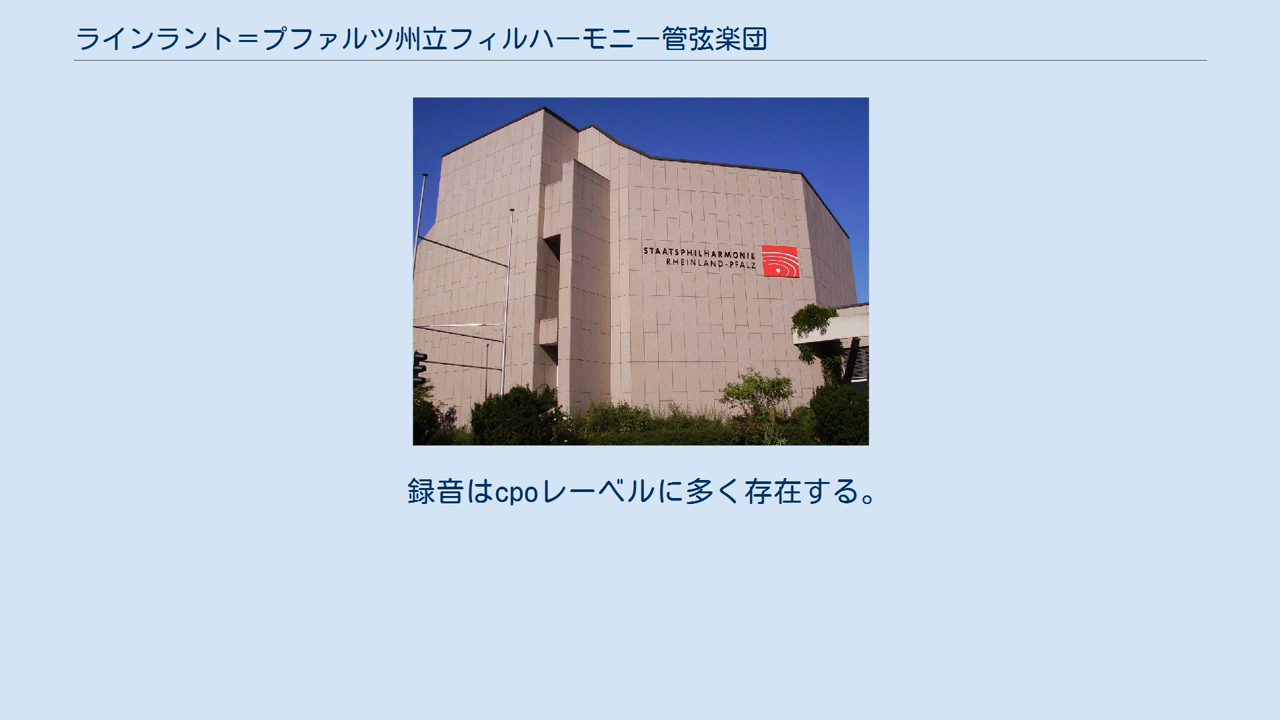 ラインラント＝プファルツ州立フィルハーモニー管弦楽団
STAATSPHILHARMONIE
RHEINLAND-PFALZ
録音はcpoレーベルに多く存在する。